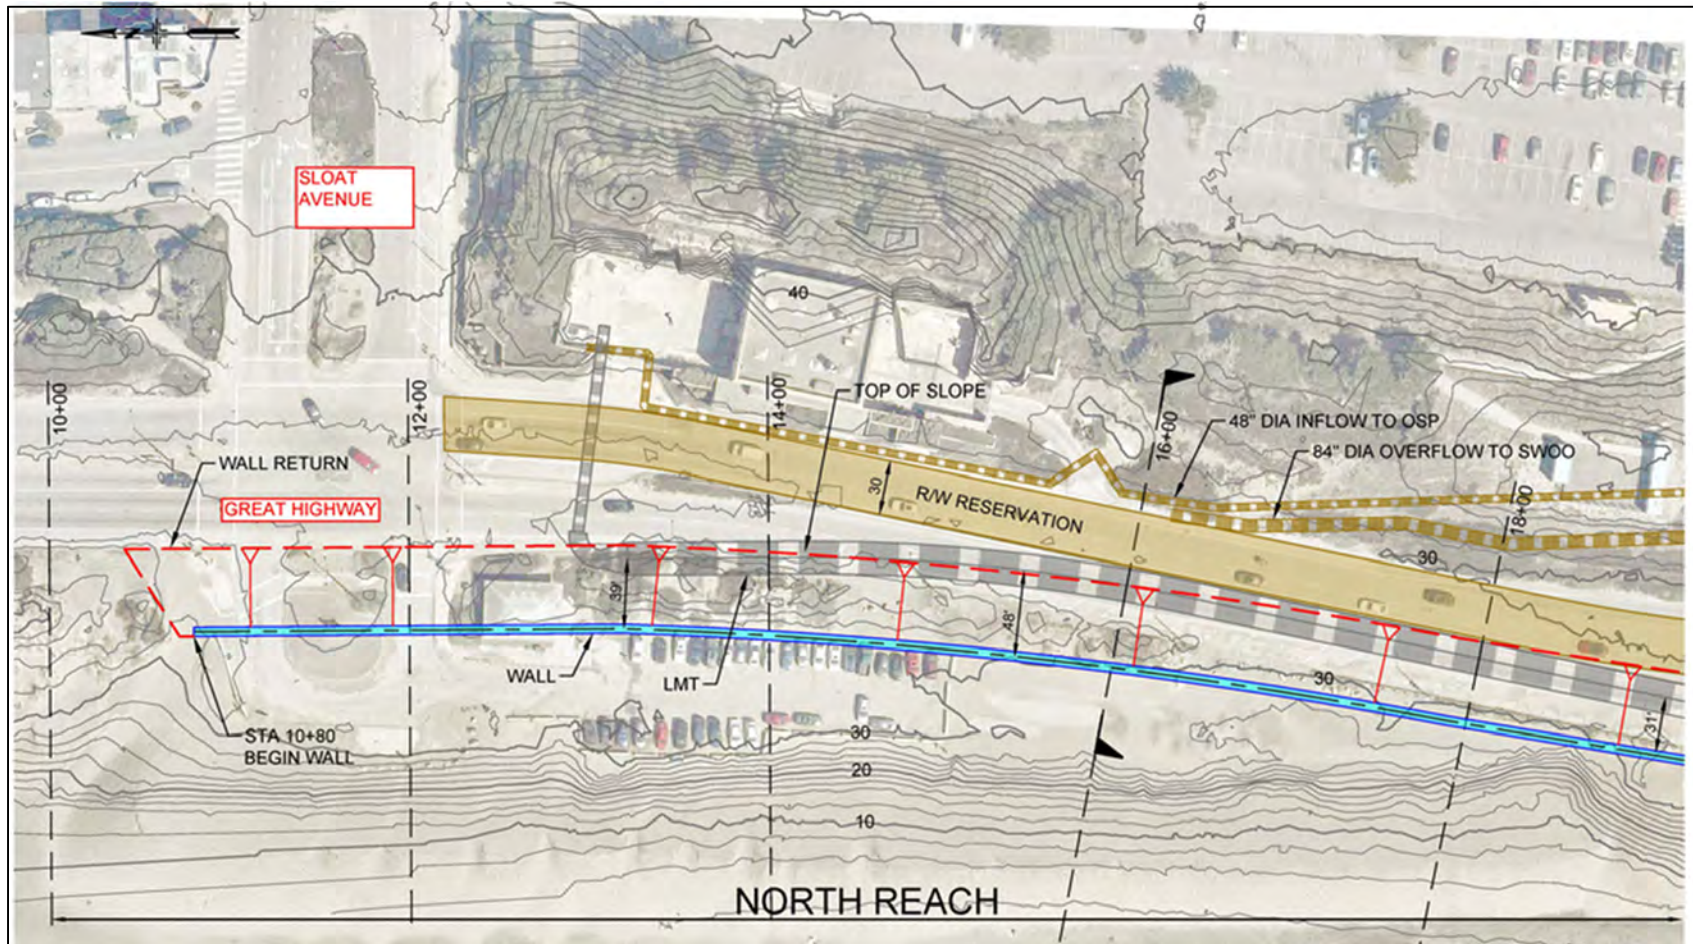 N
SLOAT
AVENUE
40
10+00
12+00
14+00
TOP OF SLOPE
16+00
48" DIA INFLOW TO OSP
84" DIA OVERFLOW TO SWOO
WALL RETURN
30
R/W RESERVATION
18+00
GREAT HIGHWAY
30
39'
48'
WALL
LMT
30
31'
STA 10+80
BEGIN WALL
30
20
10
NORTH REACH